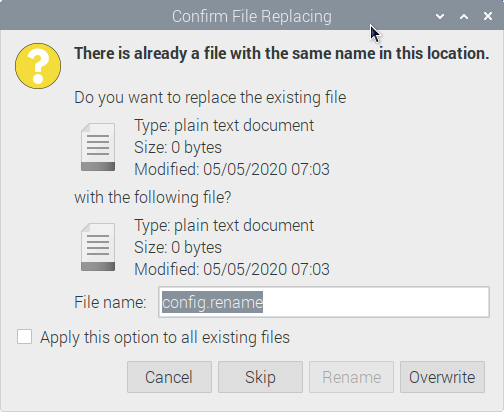 Confirm File Replacing
There is already a file with the same name in this location.
Do you want to replace the existing file
Type: plain text document
Size: 0 bytes
Modified: 05/05/2020 07:03
with the following file?
Type: plain text document
Size: 0 bytes
Modified: 05/05/2020 07:03
File name: config.rename
Apply this option to all existing files
Cancel Skip Rename Overwrite